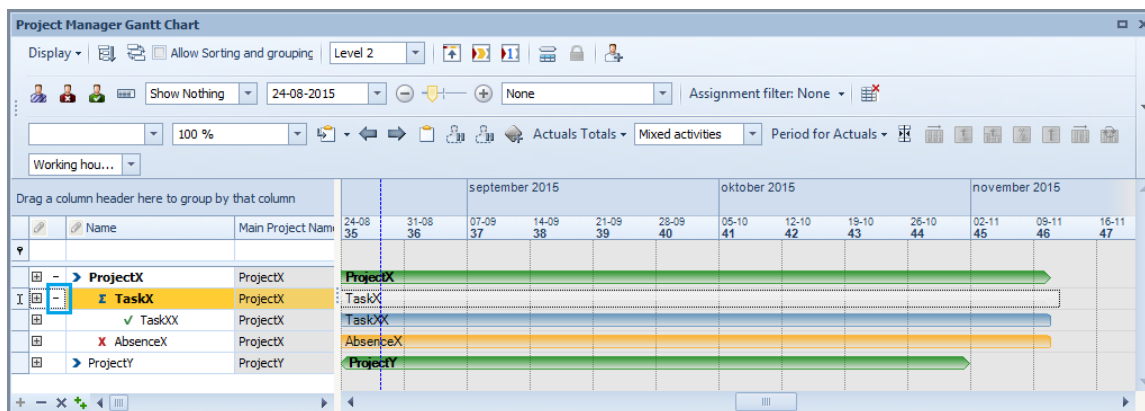 Project Manager Gantt Chart
Display Allow Sorting and grouping Level 2
Show Nothing 24-08-2015 None Assignment filter: None
100 % Actuals Totals Mixed activities Period for Actuals
Working hou...
Drag a column header here to group by that column
september 2015 oktober 2015 november 2015
Name Main Project Nam
24-08 31-08 07-09 14-09 21-09 28-09 05-10 12-10 19-10 26-10 02-11 09-11 16-11
35 36 37 38 39 40 41 42 43 44 45 46 47
ProjectX ProjectX ProjectX
Σ TaskX ProjectX TaskX
TaskXX ProjectX TaskXX
AbsenceX ProjectX AbsenceX
ProjectY ProjectY ProjectY